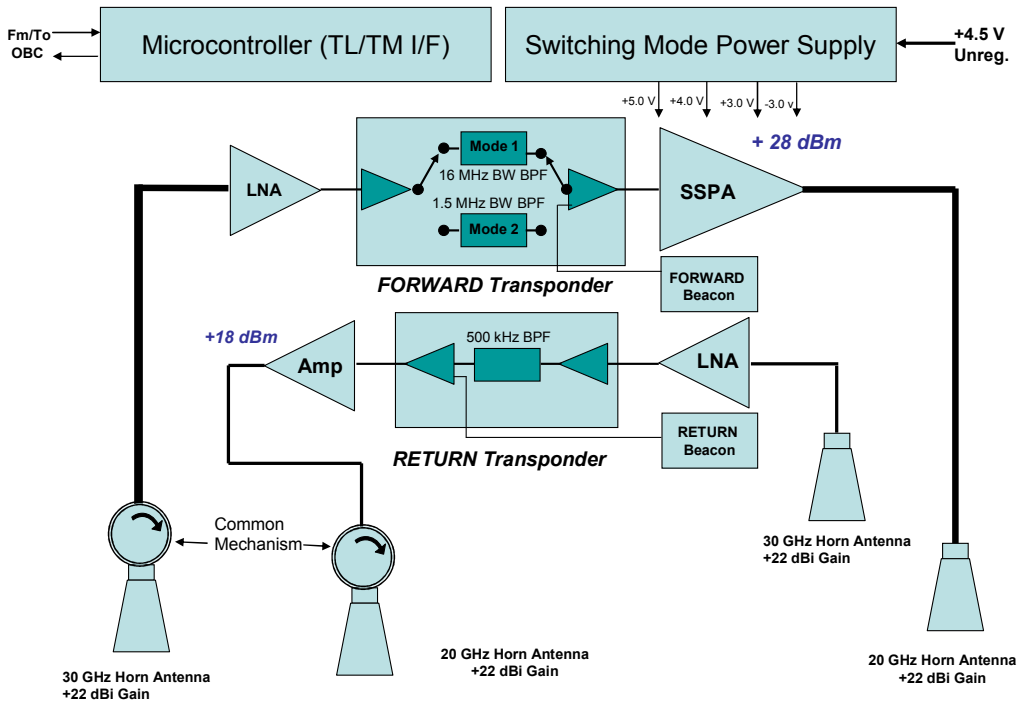 Fm/To
OBC
Microcontroller (TL/TM I/F)
Switching Mode Power Supply
+4.5 V
Unreg.
+5.0 V
+4.0 V
+3.0 V
-3.0 v
+ 28 dBm
LNA
Mode 1
16 MHz BW BPF
1.5 MHz BW BPF
Mode 2
SSPA
FORWARD Transponder
FORWARD
Beacon
+18 dBm
Amp
500 kHz BPF
LNA
RETURN
Beacon
RETURN Transponder
Common
Mechanism
30 GHz Horn Antenna
+22 dBi Gain
20 GHz Horn Antenna
+22 dBi Gain
30 GHz Horn Antenna
+22 dBi Gain
20 GHz Horn Antenna
+22 dBi Gain